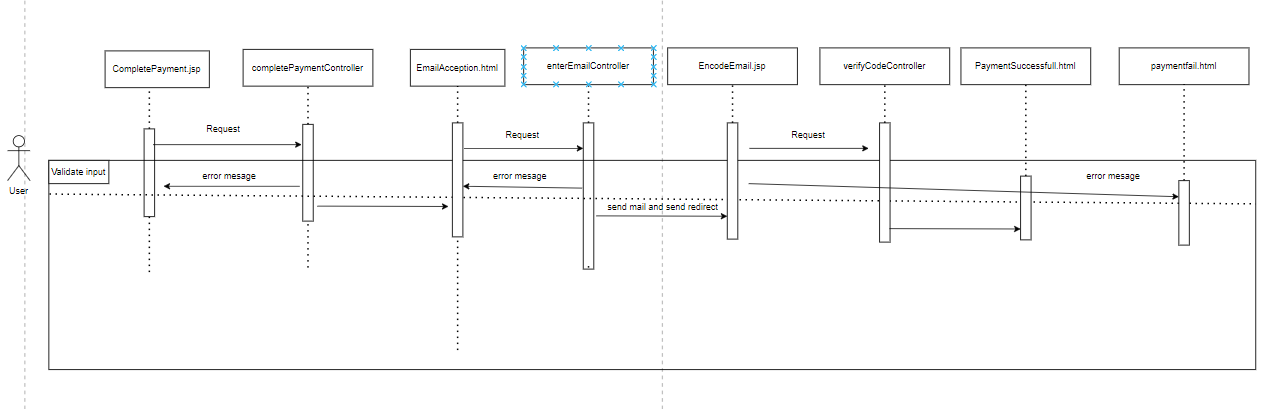 CompletePayment.jsp
completePaymentController
EmailAcception.html
enterEmailController
EncodeEmail.jsp
verifyCodeController
PaymentSuccessfull.html
paymentfail.html
Request
Request
Request
User
Validate input
error mesage
error mesage
error mesage
send mail and send redirect